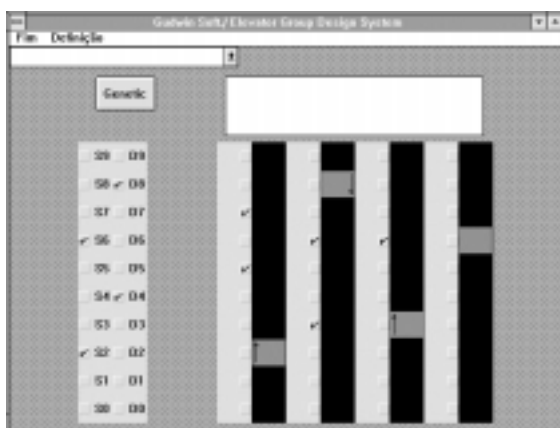 Gudwin Soft/ Elevator Group Design System
Fim Definição
Genetic
S9 D9
S8 D8
S7 D7
S6 D6
S5 D5
S4 D4
S3 D3
S2 D2
S1 D1
S0 D0